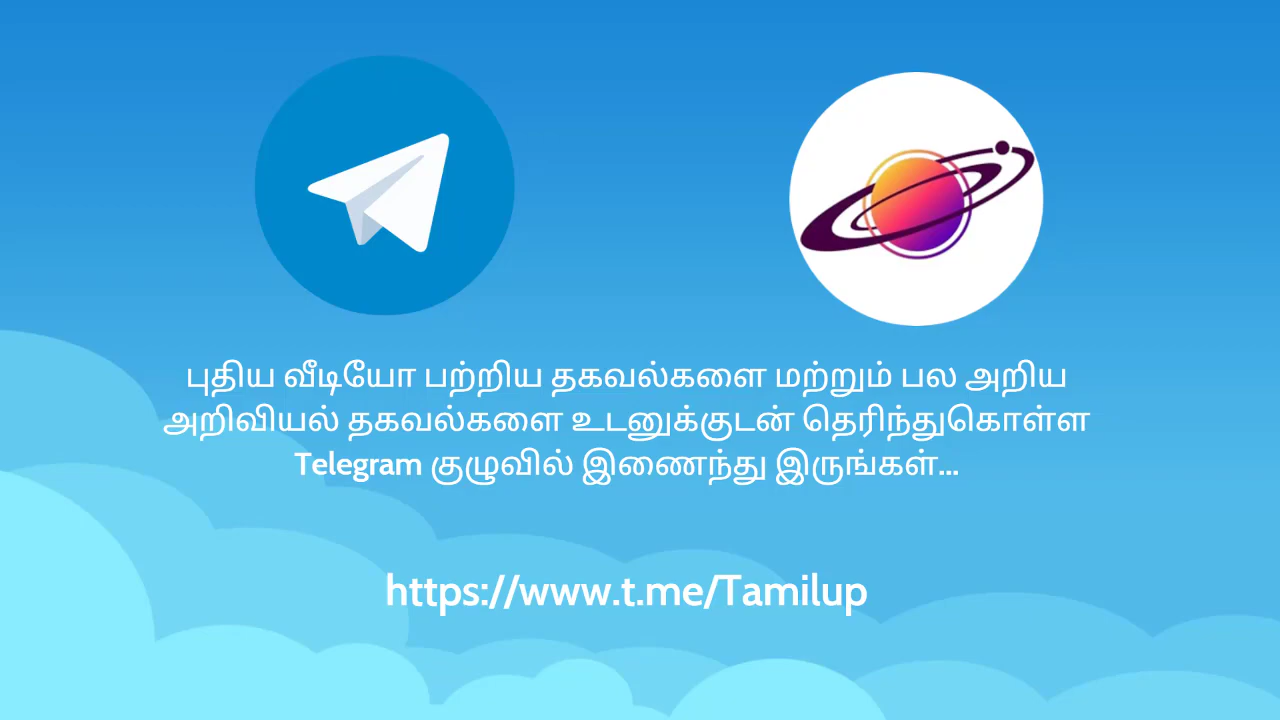 புதிய வீடியோ பற்றிய தகவல்களை மற்றும் பல அறிய
அறிவியல் தகவல்களை உடனுக்குடன் தெரிந்துகொள்ள
Telegram குழுவில் இணைந்து இருங்கள்...
https://www.t.me/Tamilup